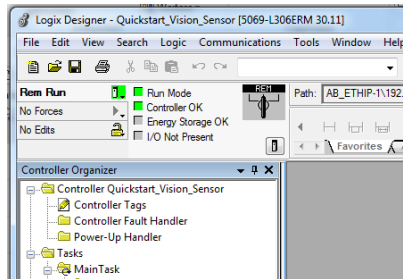 Logix Designer - Quickstart_Vision_Sensor [5069-L306ERM 30.11]
File Edit View Search Logic Communications Tools Window Help
Rem Run
Run Mode
REM
Path: AB_ETHIP-1\192.
No Forces
Controller OK
Energy Storage OK
No Edits
I/O Not Present
Favorites
Controller Organizer
Controller Quickstart_Vision_Sensor
Controller Tags
Controller Fault Handler
Power-Up Handler
Tasks
MainTask